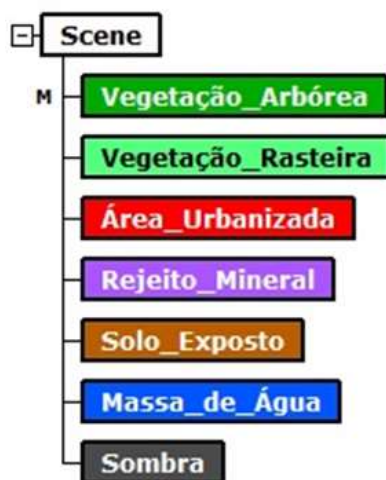 Scene
M
Vegetação_Arbórea
Vegetação_Rasteira
Área_Urbanizada
Rejeito_Mineral
Solo_Exposto
Massa_de_Água
Sombra